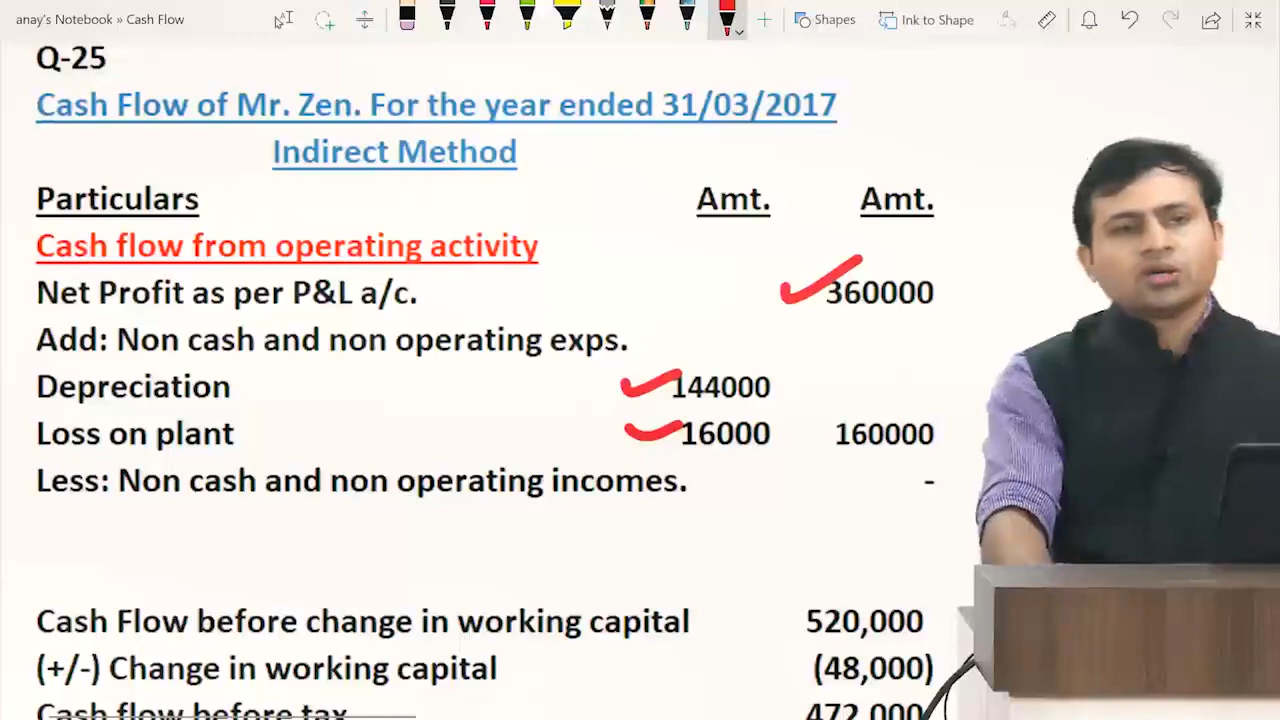 anay's Notebook » Cash Flow
Shapes
Ink to Shape
Q-25
Cash Flow of Mr. Zen. For the year ended 31/03/2017
Indirect Method
Particulars Amt. Amt.
Cash flow from operating activity
Net Profit as per P&L a/c. 360000
Add: Non cash and non operating exps.
Depreciation 144000
Loss on plant 16000 160000
Less: Non cash and non operating incomes. -
Cash Flow before change in working capital 520,000
(+/-) Change in working capital (48,000)
Cash flow before tax 472,000